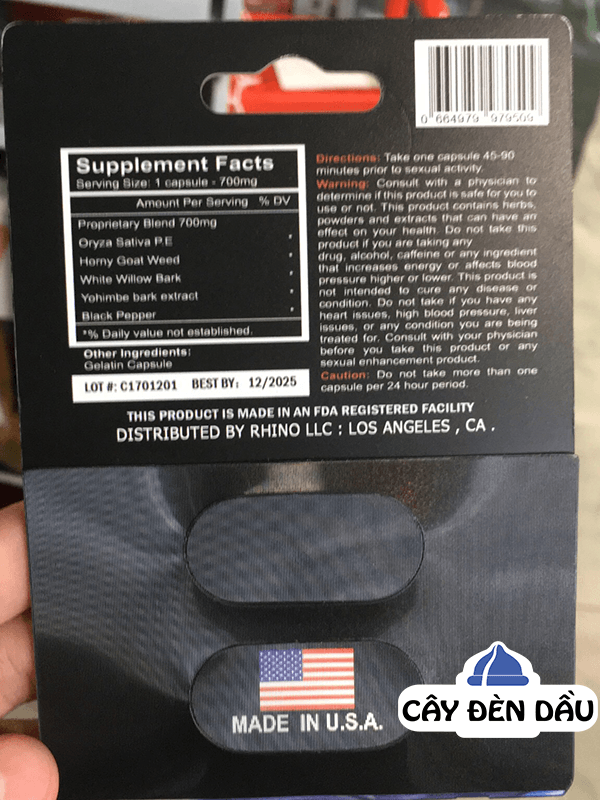 0 664979 979509
Supplement Facts
Serving Size: 1 capsule - 700mg
Amount Per Serving % DV
Proprietary Blend 700mg
Oryza Sativa P.E *
Horny Goat Weed *
White Willow Bark *
Yohimbe bark extract *
Black Pepper *
*% Daily value not established.
Other Ingredients:
Gelatin Capsule
LOT #: C1701201 BEST BY: 12/2025
Directions: Take one capsule 45-90
minutes prior to sexual activity.
Warning: Consult with a physician to
determine if this product is safe for you to
use or not. This product contains herbs,
powders and extracts that can have an
effect on your health. Do not take this
product if you are taking any
drug, alcohol, caffeine or any ingredient
that increases energy or affects blood
pressure higher or lower. This product is
not intended to cure any disease or
condition. Do not take if you have any
heart issues, high blood pressure, liver
issues, or any condition you are being
treated for. Consult with your physician
before you take this product or any
sexual enhancement product.
Caution: Do not take more than one
capsule per 24 hour period.
THIS PRODUCT IS MADE IN AN FDA REGISTERED FACILITY
DISTRIBUTED BY RHINO LLC : LOS ANGELES , CA .
MADE IN U.S.A.
CÂY ĐÈN DẦU